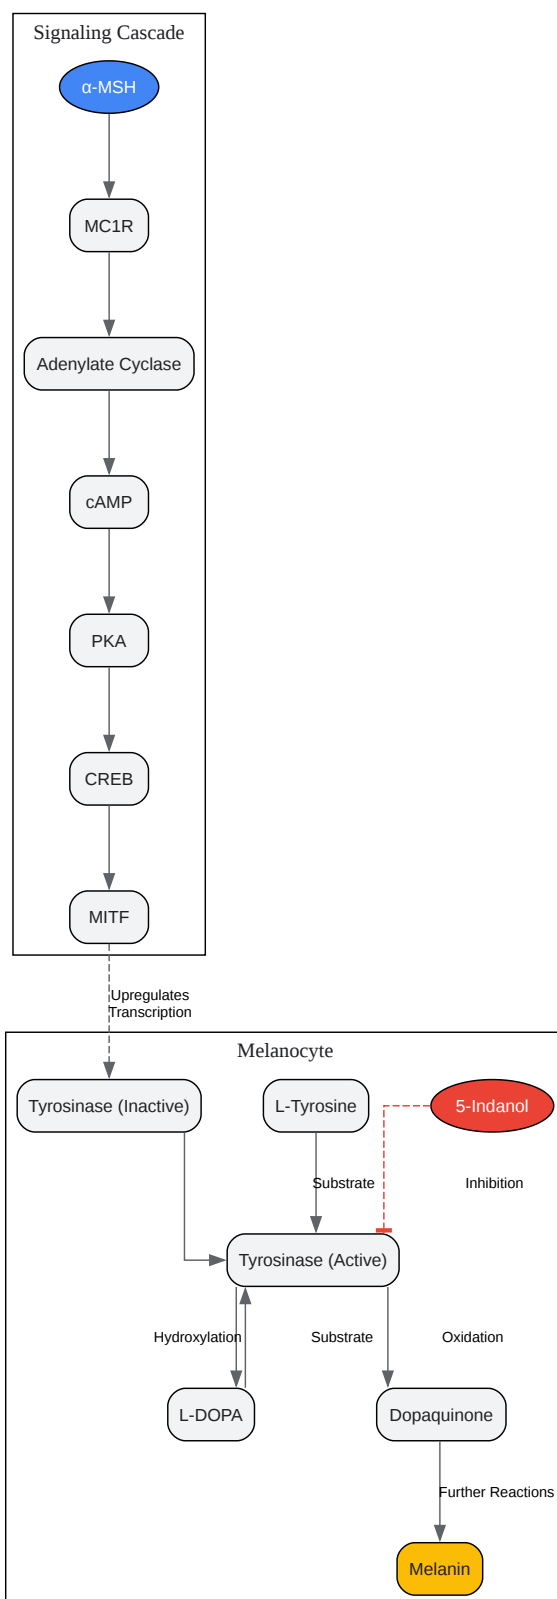 Signaling Cascade
α-MSH
MC1R
Adenylate Cyclase
cAMP
PKA
CREB
MITF
Upregulates
Transcription
Melanocyte
Tyrosinase (Inactive)
L-Tyrosine
5-Indanol
Substrate
Inhibition
Tyrosinase (Active)
Hydroxylation
Substrate
Oxidation
L-DOPA
Dopaquinone
Further Reactions
Melanin